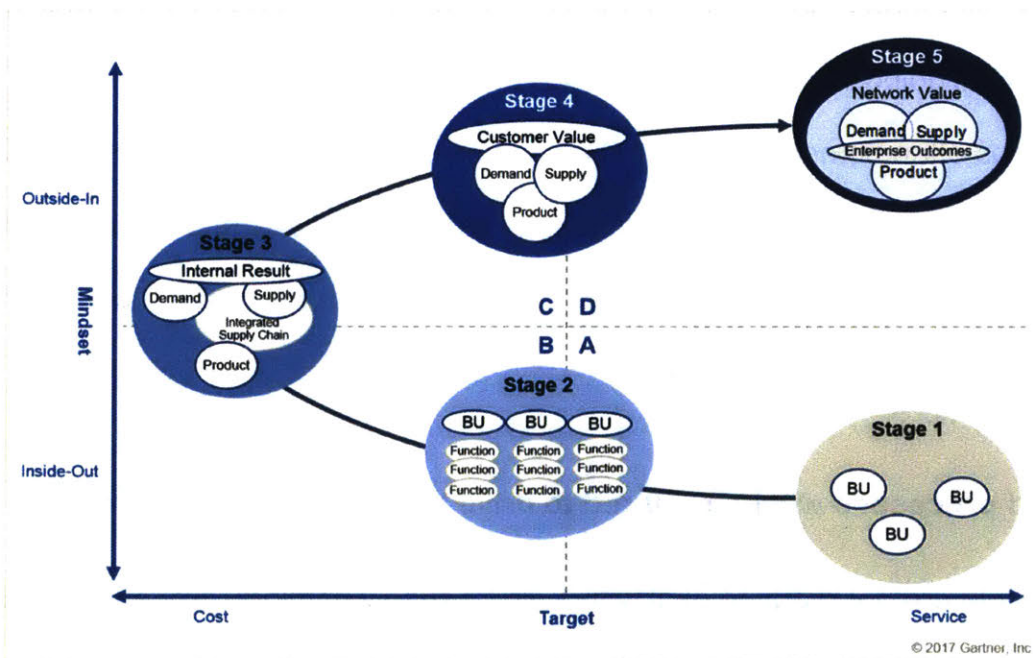 Stage 5
Network Value
Demand Supply
Enterprise Outcomes
Product
Stage 4
Customer Value
Demand Supply
Product
Outside-In
Stage 3
Internal Result
Demand Supply
Integrated
Supply Chain
Product
Mindset
C D
B A
Stage 2
BU BU BU
Function Function Function
Function Function Function
Function Function Function
Stage 1
BU BU
BU
Inside-Out
Cost Target Service
© 2017 Gartner, Inc